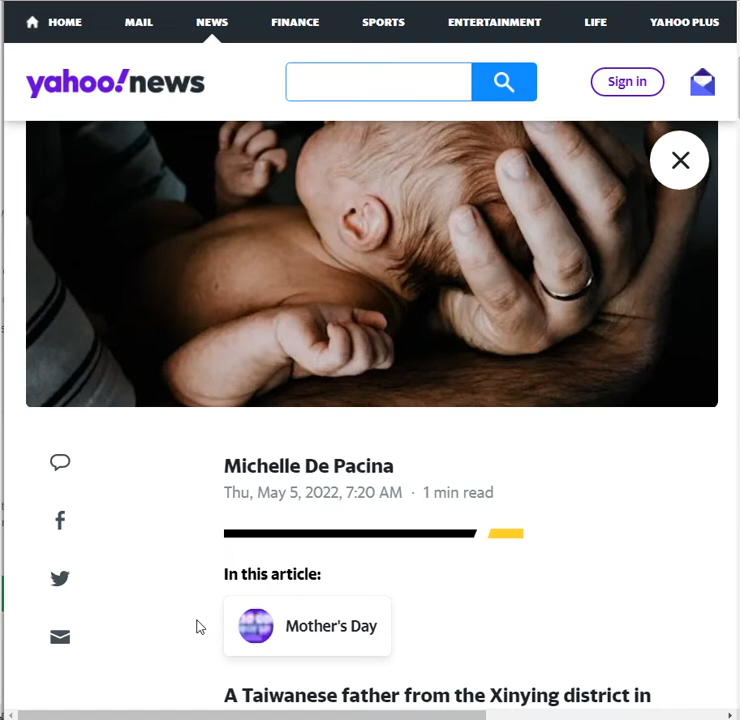 HOME MAIL NEWS FINANCE SPORTS ENTERTAINMENT LIFE YAHOO PLUS
yahoo!news Sign in
Michelle De Pacina
Thu, May 5, 2022, 7:20 AM · 1 min read
In this article:
Mother's Day
A Taiwanese father from the Xinying district in